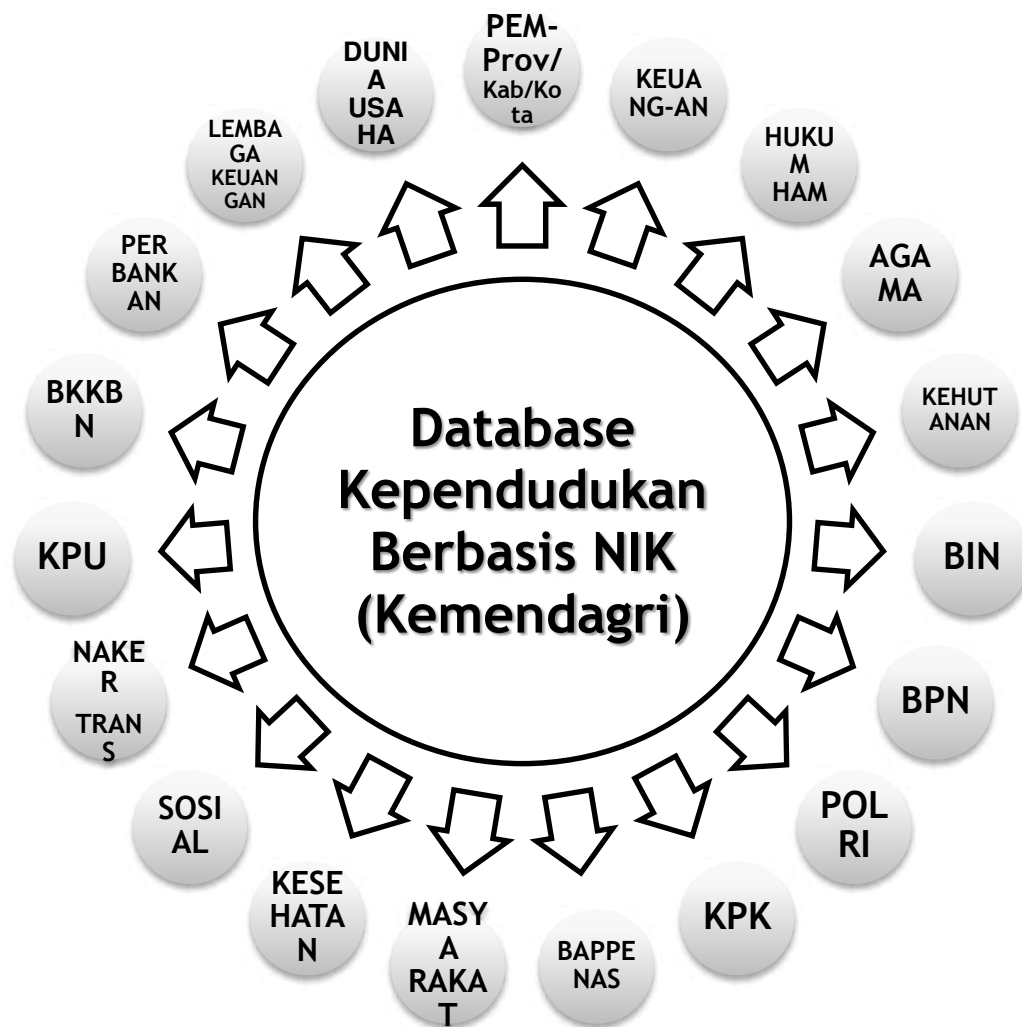 PEM-
Prov/
Kab/Ko
ta
KEUA
NG-AN
HUKU
M
HAM
AGA
MA
KEHUT
ANAN
BIN
BPN
POL
RI
KPK
BAPPE
NAS
MASY
A
RAKA
T
KESE
HATA
N
SOSI
AL
NAKE
R
TRAN
S
KPU
BKKB
N
PER
BANK
AN
LEMBA
GA
KEUAN
GAN
DUNI
A
USA
HA
Database
Kependudukan
Berbasis NIK
(Kemendagri)